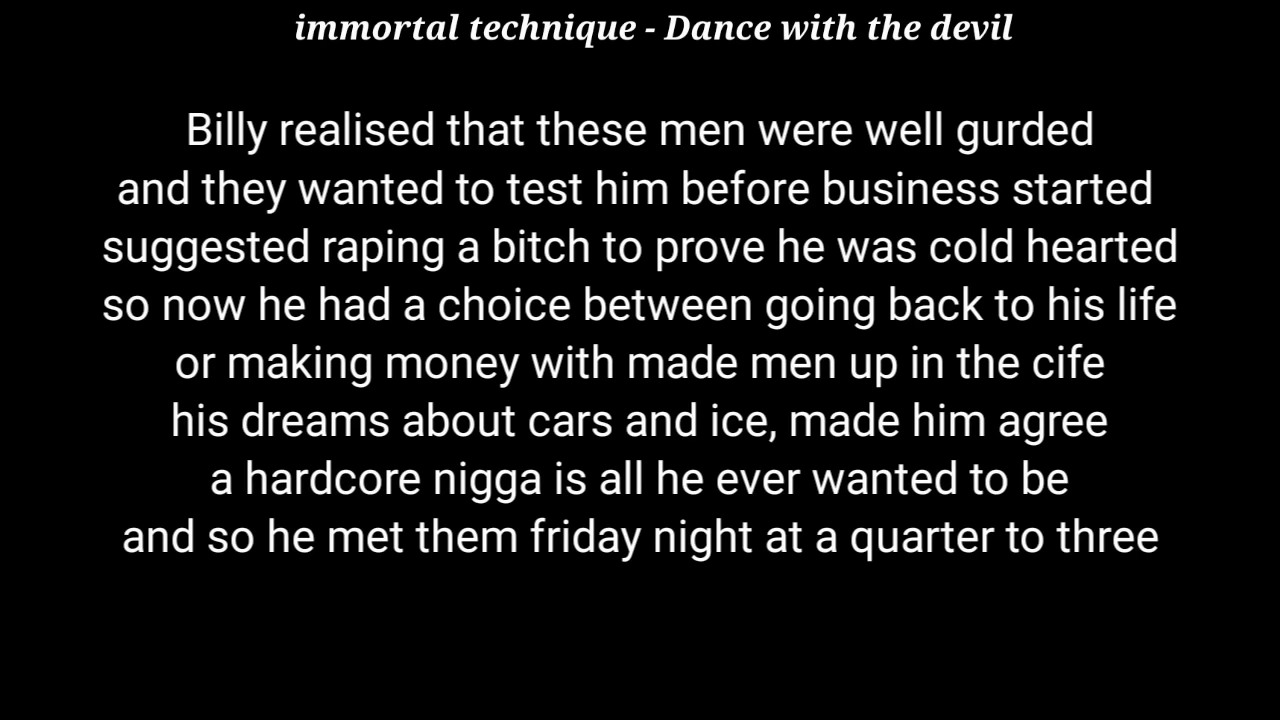 immortal technique - Dance with the devil
Billy realised that these men were well gurded
and they wanted to test him before business started
suggested raping a bitch to prove he was cold hearted
so now he had a choice between going back to his life
or making money with made men up in the cife
his dreams about cars and ice, made him agree
a hardcore nigga is all he ever wanted to be
and so he met them friday night at a quarter to three